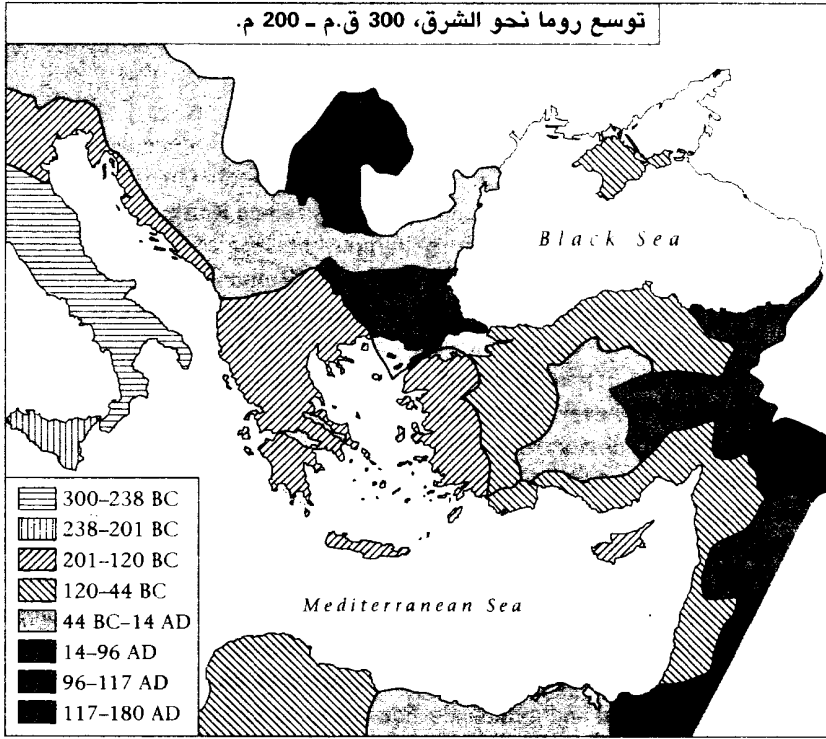 توسع روما نحو الشرق، 300 ق.م – 200 م.
Black Sea
Mediterranean Sea
300–238 BC
238–201 BC
201–120 BC
120–44 BC
44 BC–14 AD
14–96 AD
96–117 AD
117–180 AD